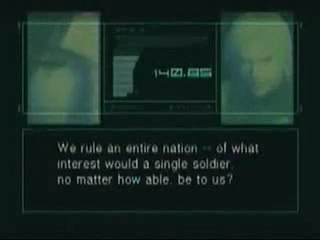 140.85
We rule an entire nation -- of what
interest would a single soldier,
no matter how able, be to us?